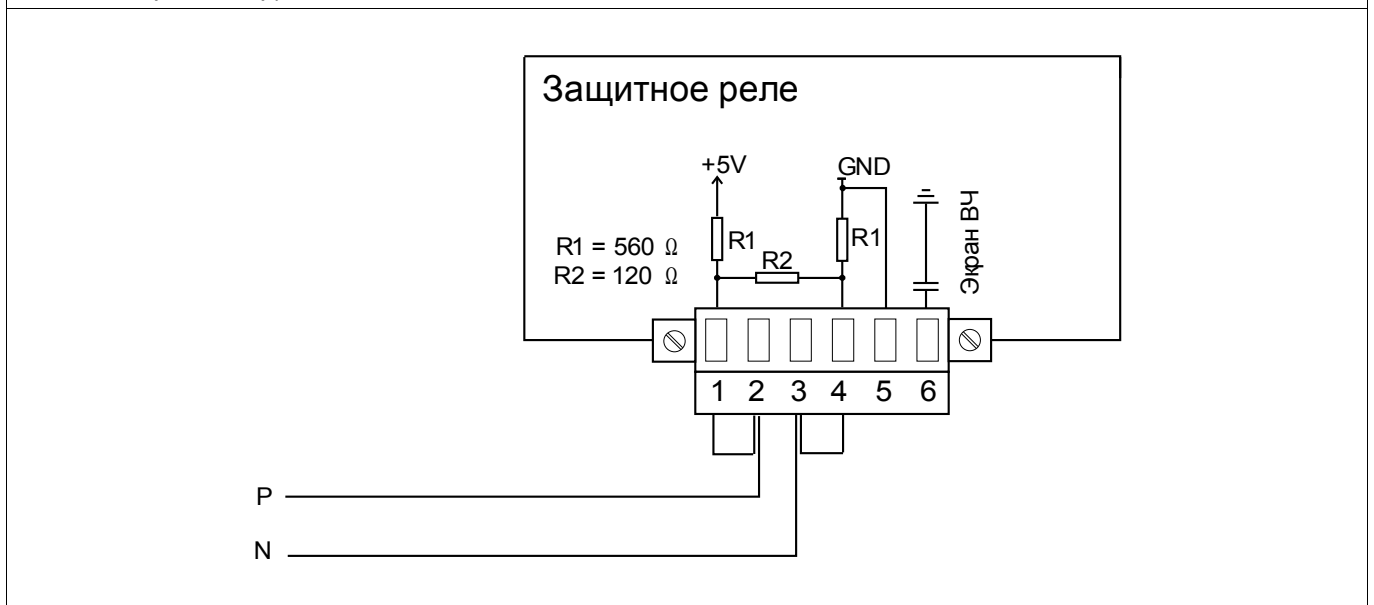 Защитное реле
+5V
GND
R1 = 560 Ω
R2 = 120 Ω
R1
R2
R1
Экран ВЧ
1 2 3 4 5 6
P
N